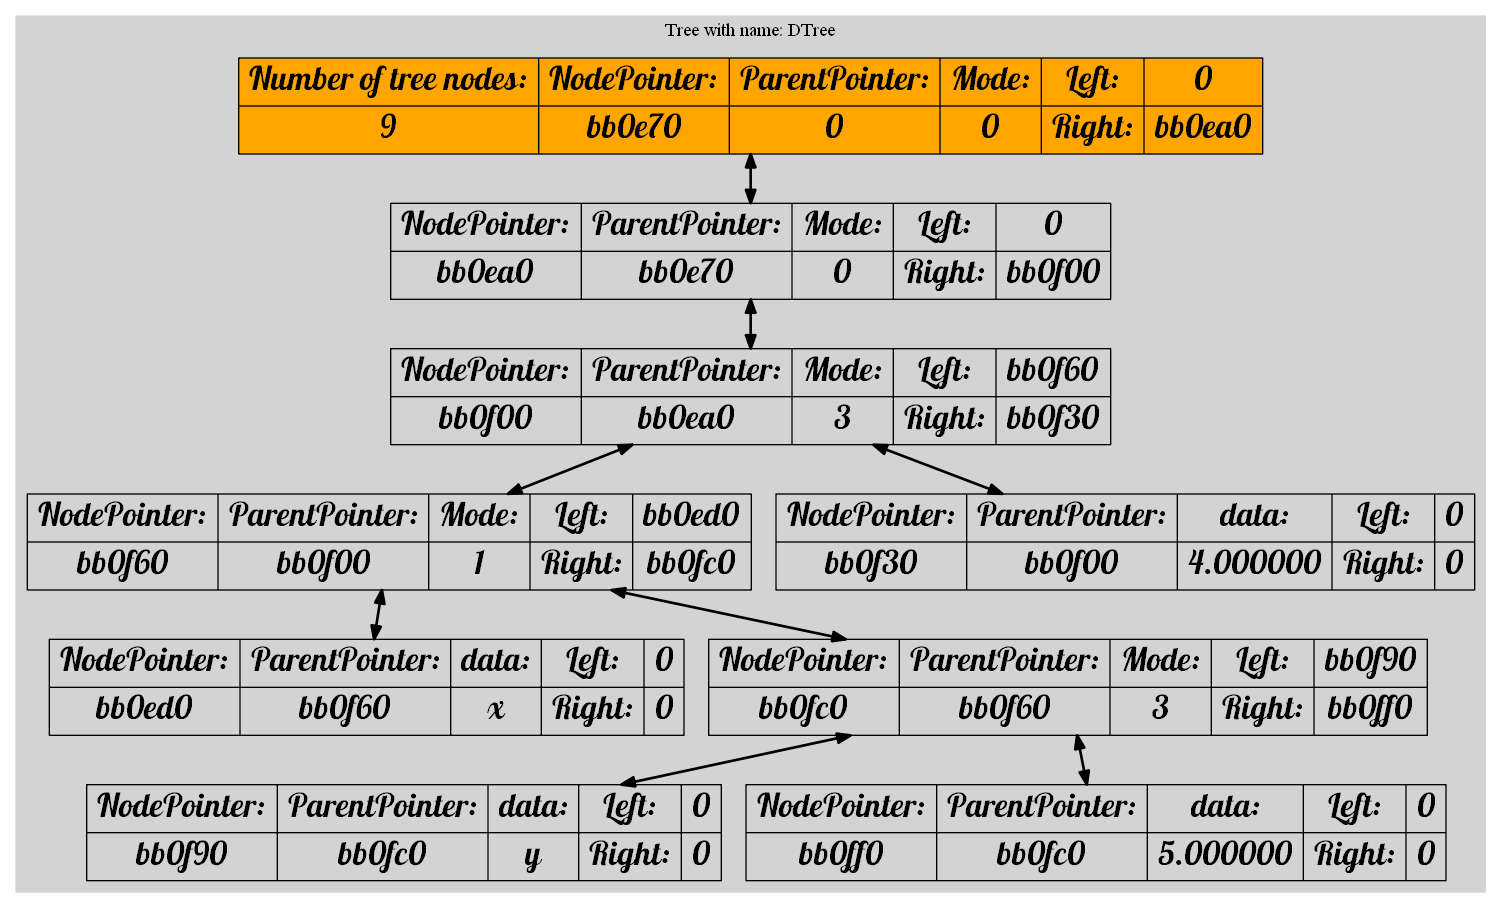 Tree with name: DTree
Number of tree nodes: NodePointer: ParentPointer: Mode: Left: 0
9 bb0e70 0 0 Right: bb0ea0
NodePointer: ParentPointer: Mode: Left: 0
bb0ea0 bb0e70 0 Right: bb0f00
NodePointer: ParentPointer: Mode: Left: bb0f60
bb0f00 bb0ea0 3 Right: bb0f30
NodePointer: ParentPointer: Mode: Left: bb0ed0
bb0f60 bb0f00 1 Right: bb0fc0
NodePointer: ParentPointer: data: Left: 0
bb0f30 bb0f00 4.000000 Right: 0
NodePointer: ParentPointer: data: Left: 0
bb0ed0 bb0f60 x Right: 0
NodePointer: ParentPointer: Mode: Left: bb0f90
bb0fc0 bb0f60 3 Right: bb0ff0
NodePointer: ParentPointer: data: Left: 0
bb0f90 bb0fc0 y Right: 0
NodePointer: ParentPointer: data: Left: 0
bb0ff0 bb0fc0 5.000000 Right: 0